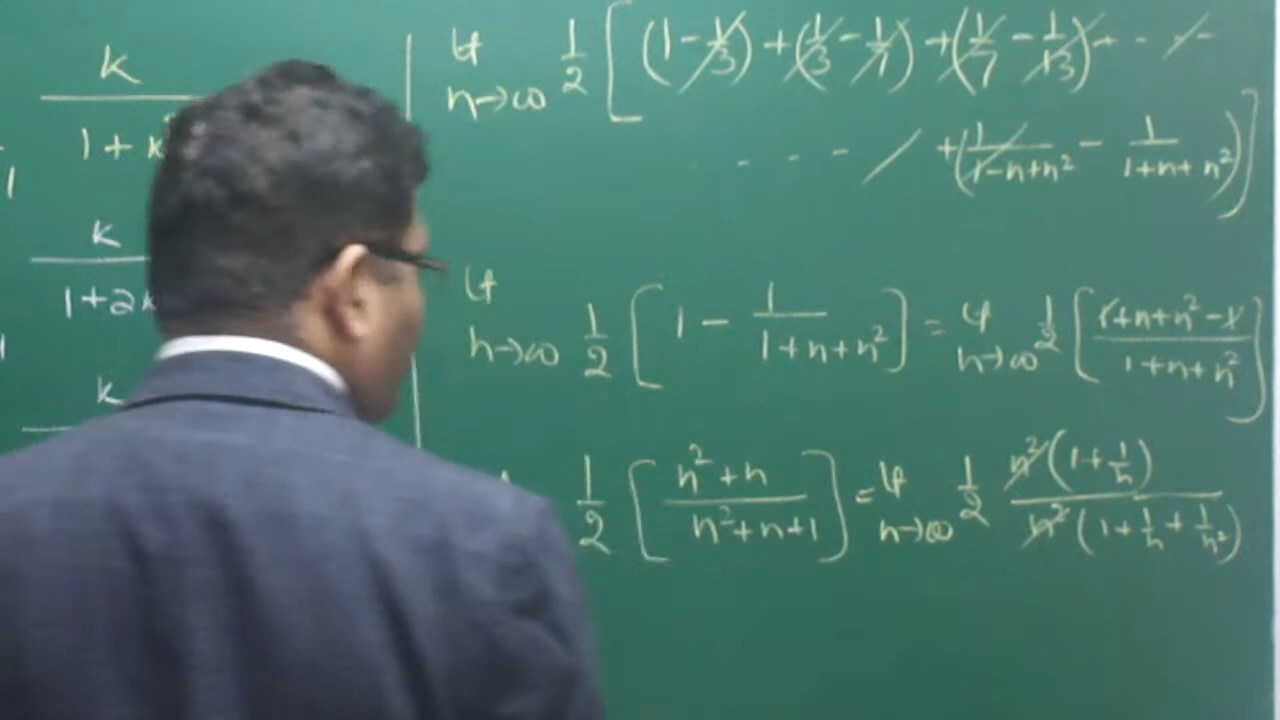 k
1 + k
1
k
1+2k
1
k
lt n→∞ 1/2 [ (1 - 1/3) + (1/3 - 1/7) + (1/7 - 1/13) + - - - -
- - - - + (1/(1-n+n²) - 1/(1+n+n²)) ]
lt n→∞ 1/2 [ 1 - 1/(1+n+n²) ] = lt n→∞ 1/2 [ (1+n+n²-1)/(1+n+n²) ]
1/2 [ (n²+n)/(n²+n+1) ] = lt n→∞ 1/2 n²(1+1/n)/n²(1+1/n+1/n²)